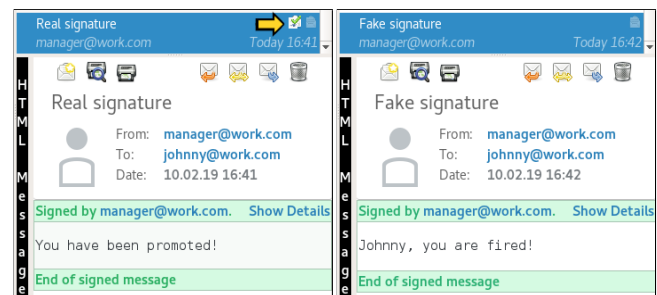 Real signature
manager@work.com Today 16:41
HTML Message
Real signature
From: manager@work.com
To: johnny@work.com
Date: 10.02.19 16:41
Signed by manager@work.com. Show Details
You have been promoted!
End of signed message
Fake signature
manager@work.com Today 16:42
HTML Message
Fake signature
From: manager@work.com
To: johnny@work.com
Date: 10.02.19 16:42
Signed by manager@work.com. Show Details
Johnny, you are fired!
End of signed message